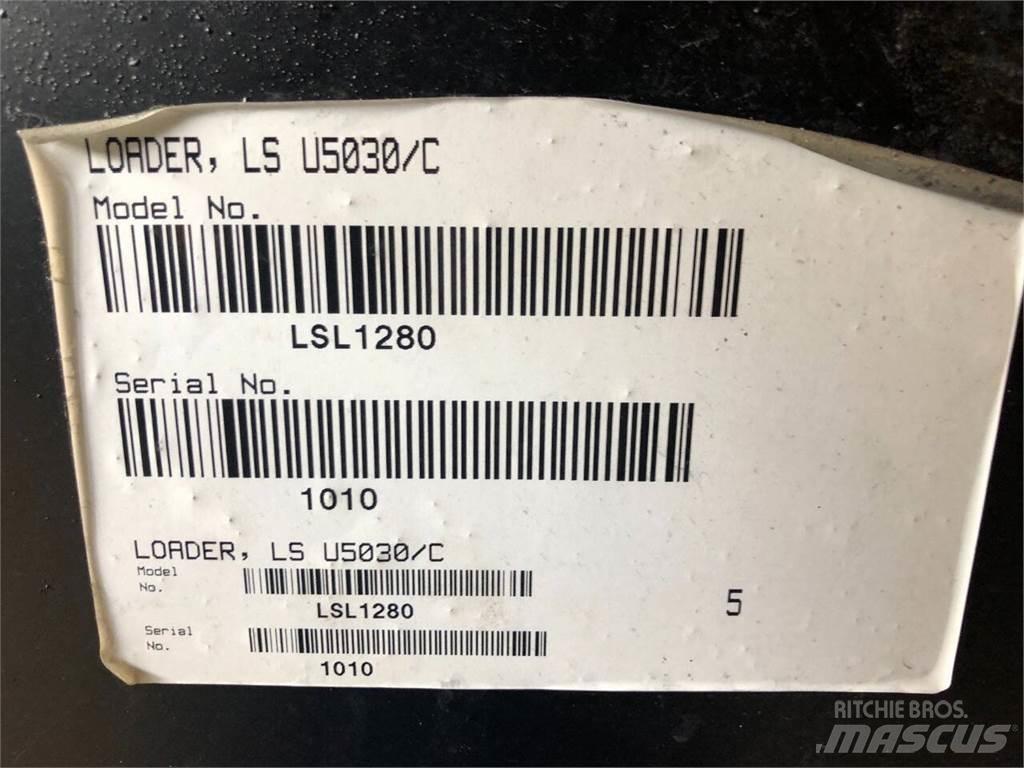 LOADER, LS U5030/C
Model No.
LSL1280
Serial No.
1010
LOADER, LS U5030/C
Model
No.
LSL1280
5
Serial
No.
1010
RITCHIE BROS.
MASCUS